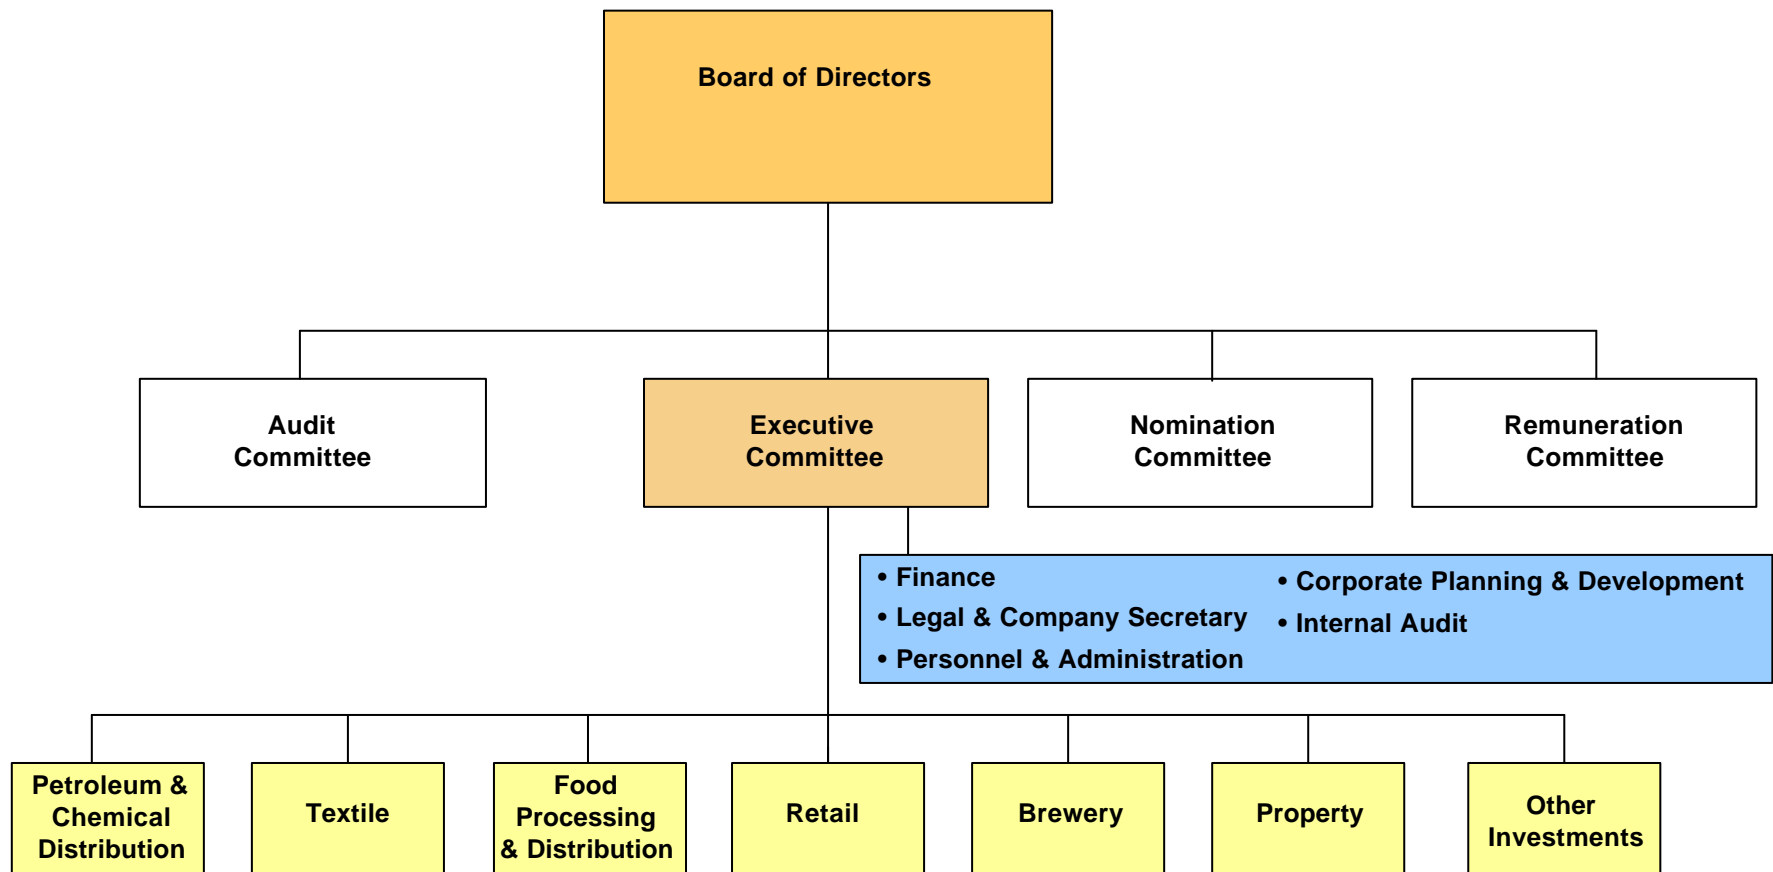 Board of Directors
Audit
Committee
Executive
Committee
Nomination
Committee
Remuneration
Committee
• Finance
• Legal & Company Secretary
• Personnel & Administration
• Corporate Planning & Development
• Internal Audit
Petroleum &
Chemical
Distribution
Textile
Food
Processing
& Distribution
Retail
Brewery
Property
Other
Investments